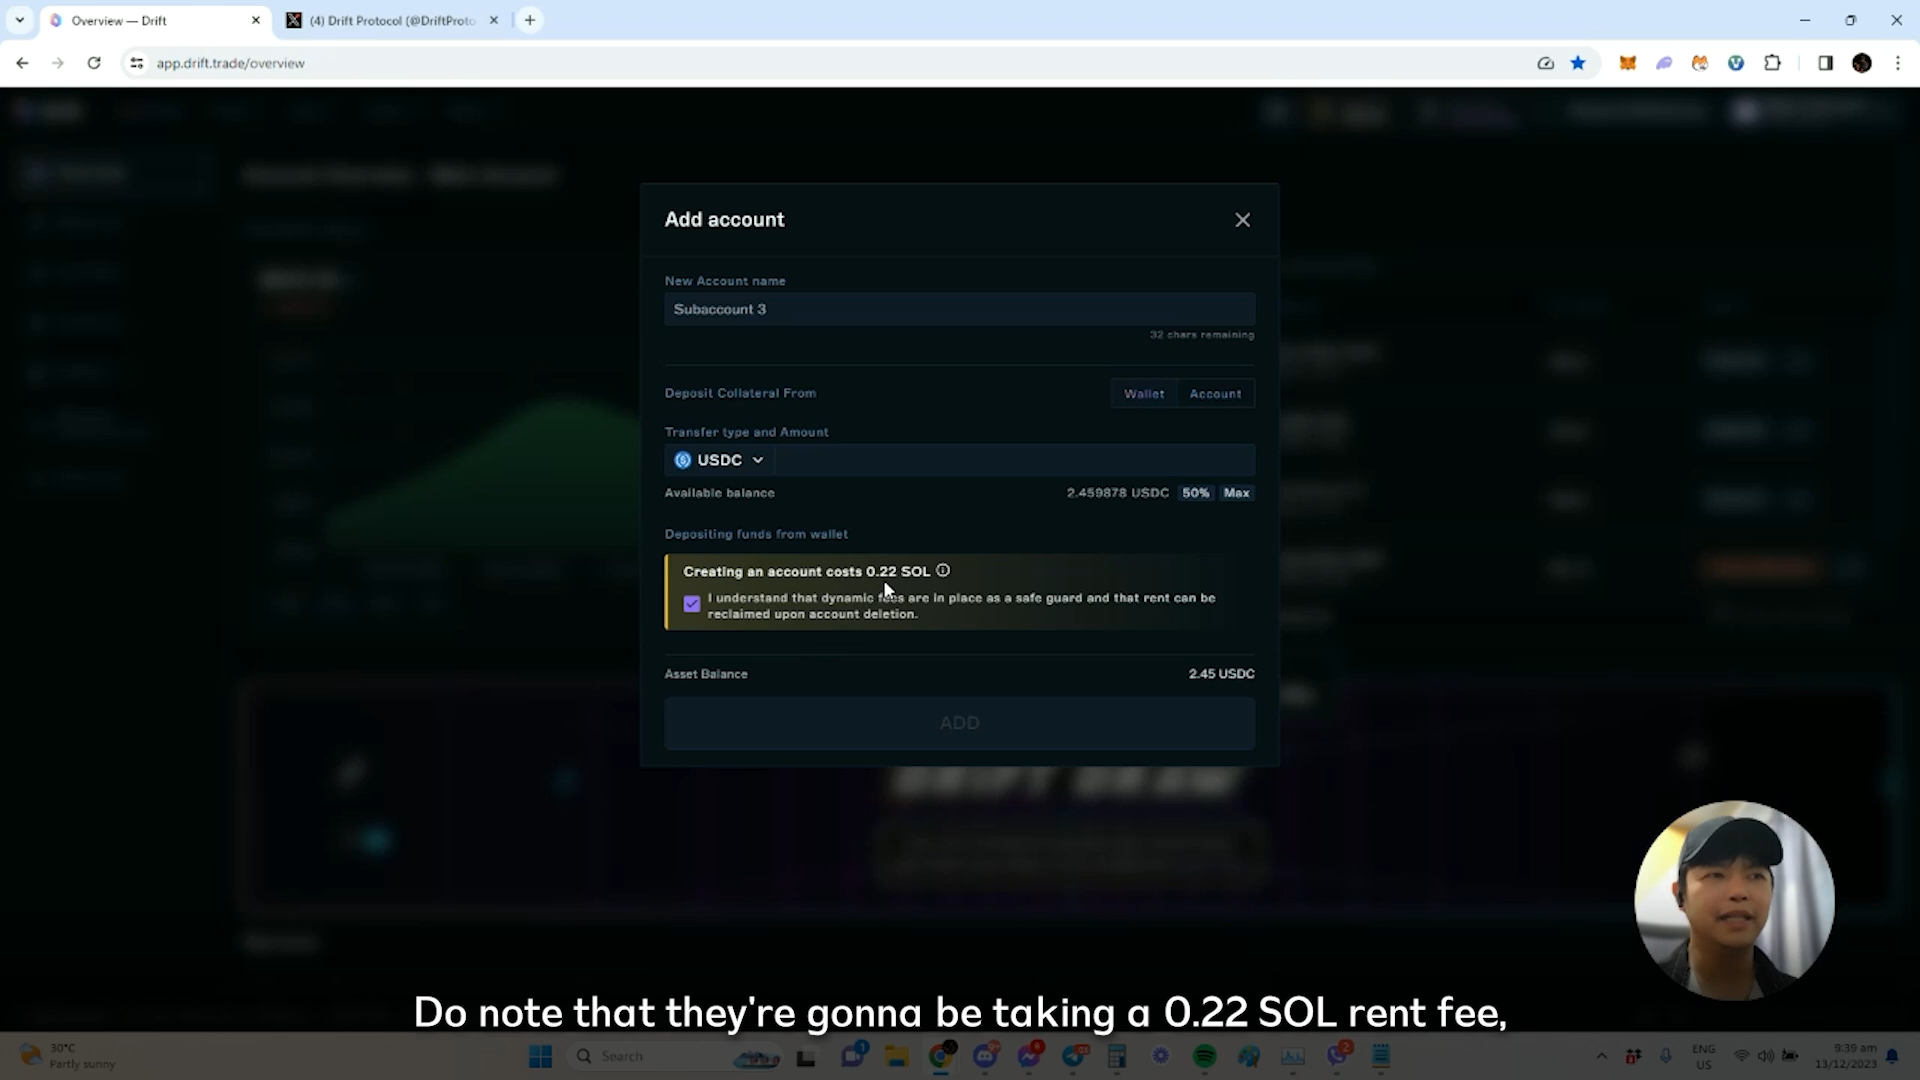 Overview — Drift
(4) Drift Protocol (@DriftProto
app.drift.trade/overview
Add account
New Account name
Subaccount 3
32 chars remaining
Deposit Collateral From
Wallet
Account
Transfer type and Amount
USDC
Available balance
2.459878 USDC 50% Max
Depositing funds from wallet
Creating an account costs 0.22 SOL
I understand that dynamic fees are in place as a safe guard and that rent can be
reclaimed upon account deletion.
Asset Balance
2.45 USDC
ADD
Do note that they're gonna be taking a 0.22 SOL rent fee,
30°C
Partly sunny
Search
ENG
US
9:39 am
13/12/2023